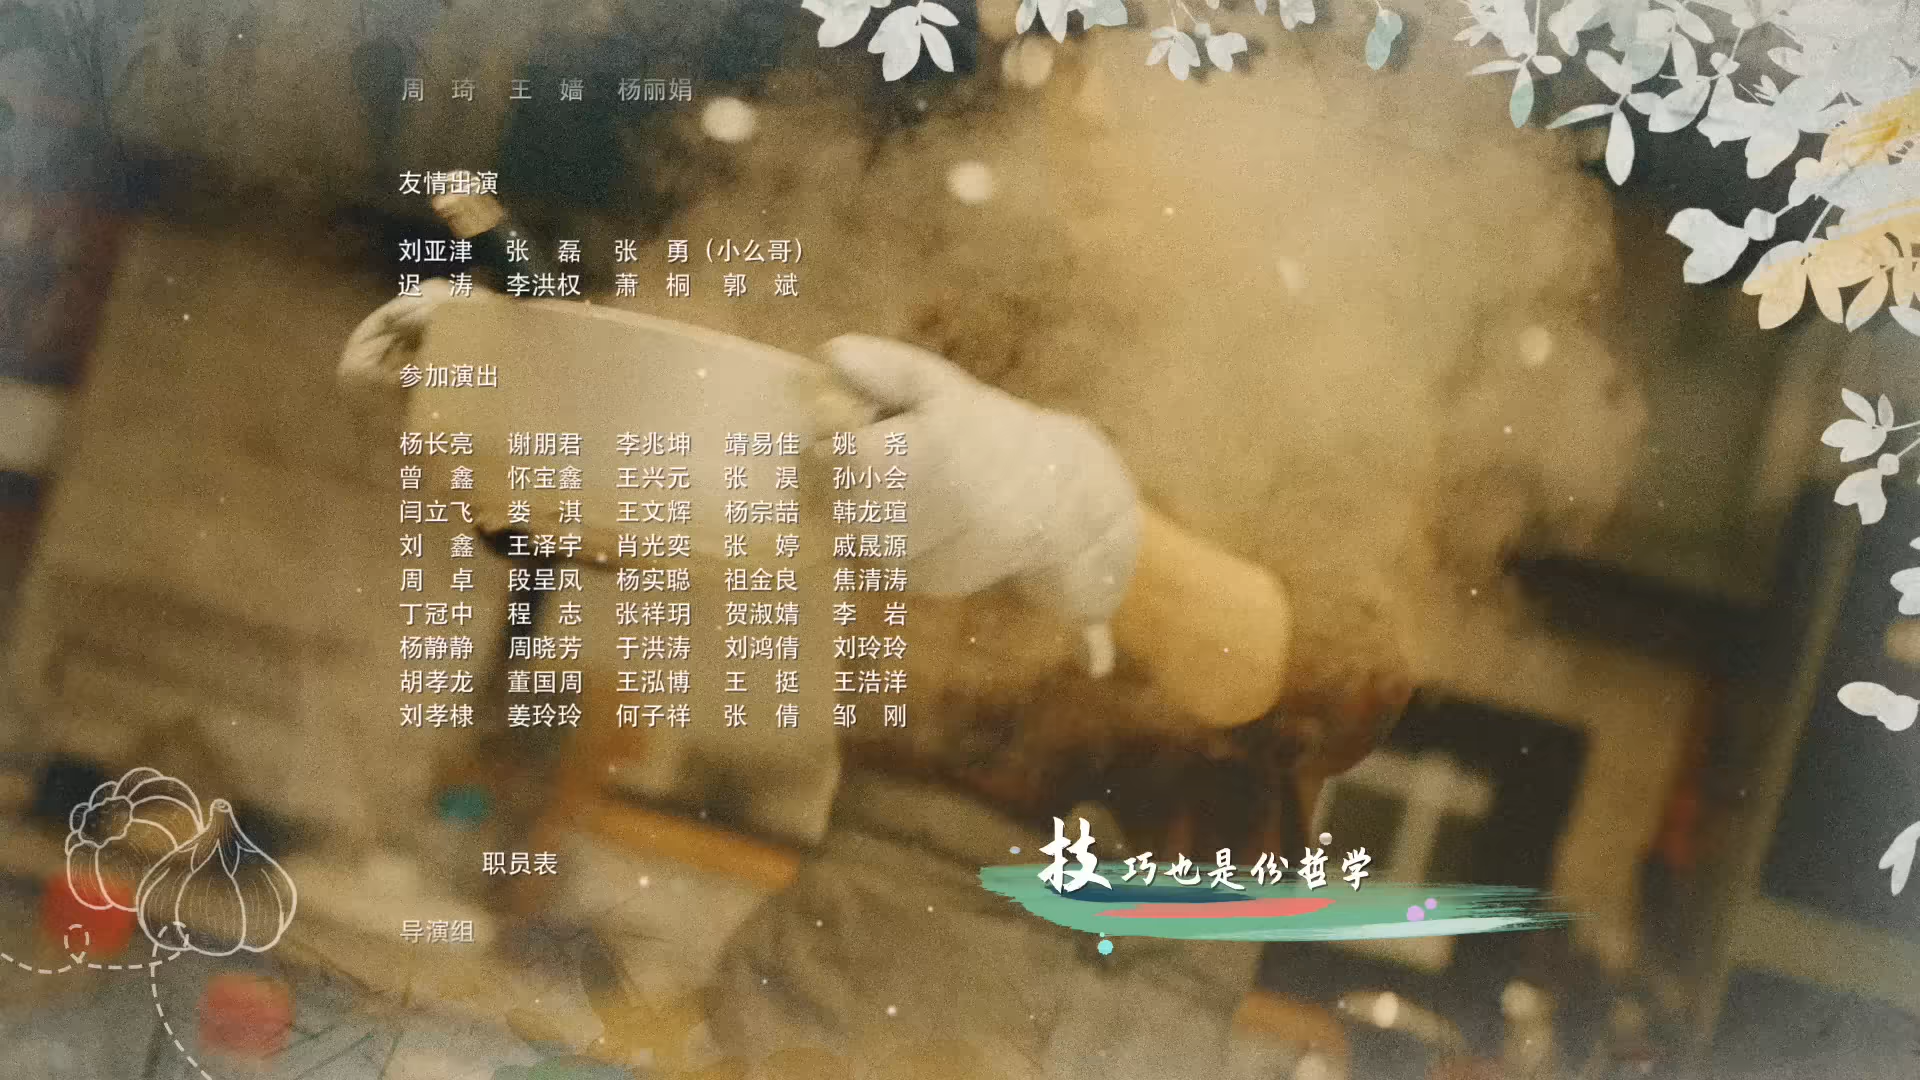 周　琦　王　嫱　杨丽娟
友情出演
刘亚津　张　磊　张　勇（小么哥）
迟　涛　李洪权　萧　桐　郭　斌
参加演出
杨长亮　谢朋君　李兆坤　靖易佳　姚　尧
曾　鑫　怀宝鑫　王兴元　张　淏　孙小会
闫立飞　娄　淇　王文辉　杨宗喆　韩龙瑄
刘　鑫　王泽宇　肖光奕　张　婷　戚晟源
周　卓　段呈凤　杨实聪　祖金良　焦清涛
丁冠中　程　志　张祥玥　贺淑婧　李　岩
杨静静　周晓芳　于洪涛　刘鸿倩　刘玲玲
胡孝龙　董国周　王泓博　王　挺　王浩洋
刘孝棣　姜玲玲　何子祥　张　倩　邹　刚
职员表
导演组
技巧也是份哲学